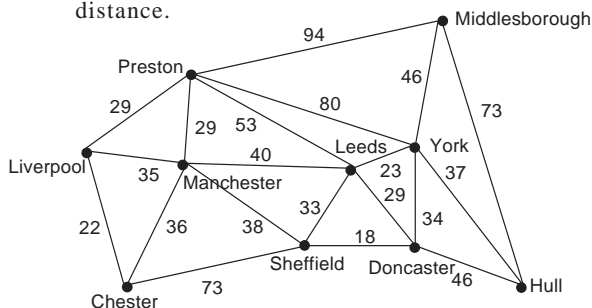 distance.
Middlesborough
94
Preston
46
80
73
29
29
53
Leeds
York
40
Liverpool
35
Manchester
23
37
29
33
34
22
36
38
18
Sheffield
Doncaster
46
Hull
73
Chester